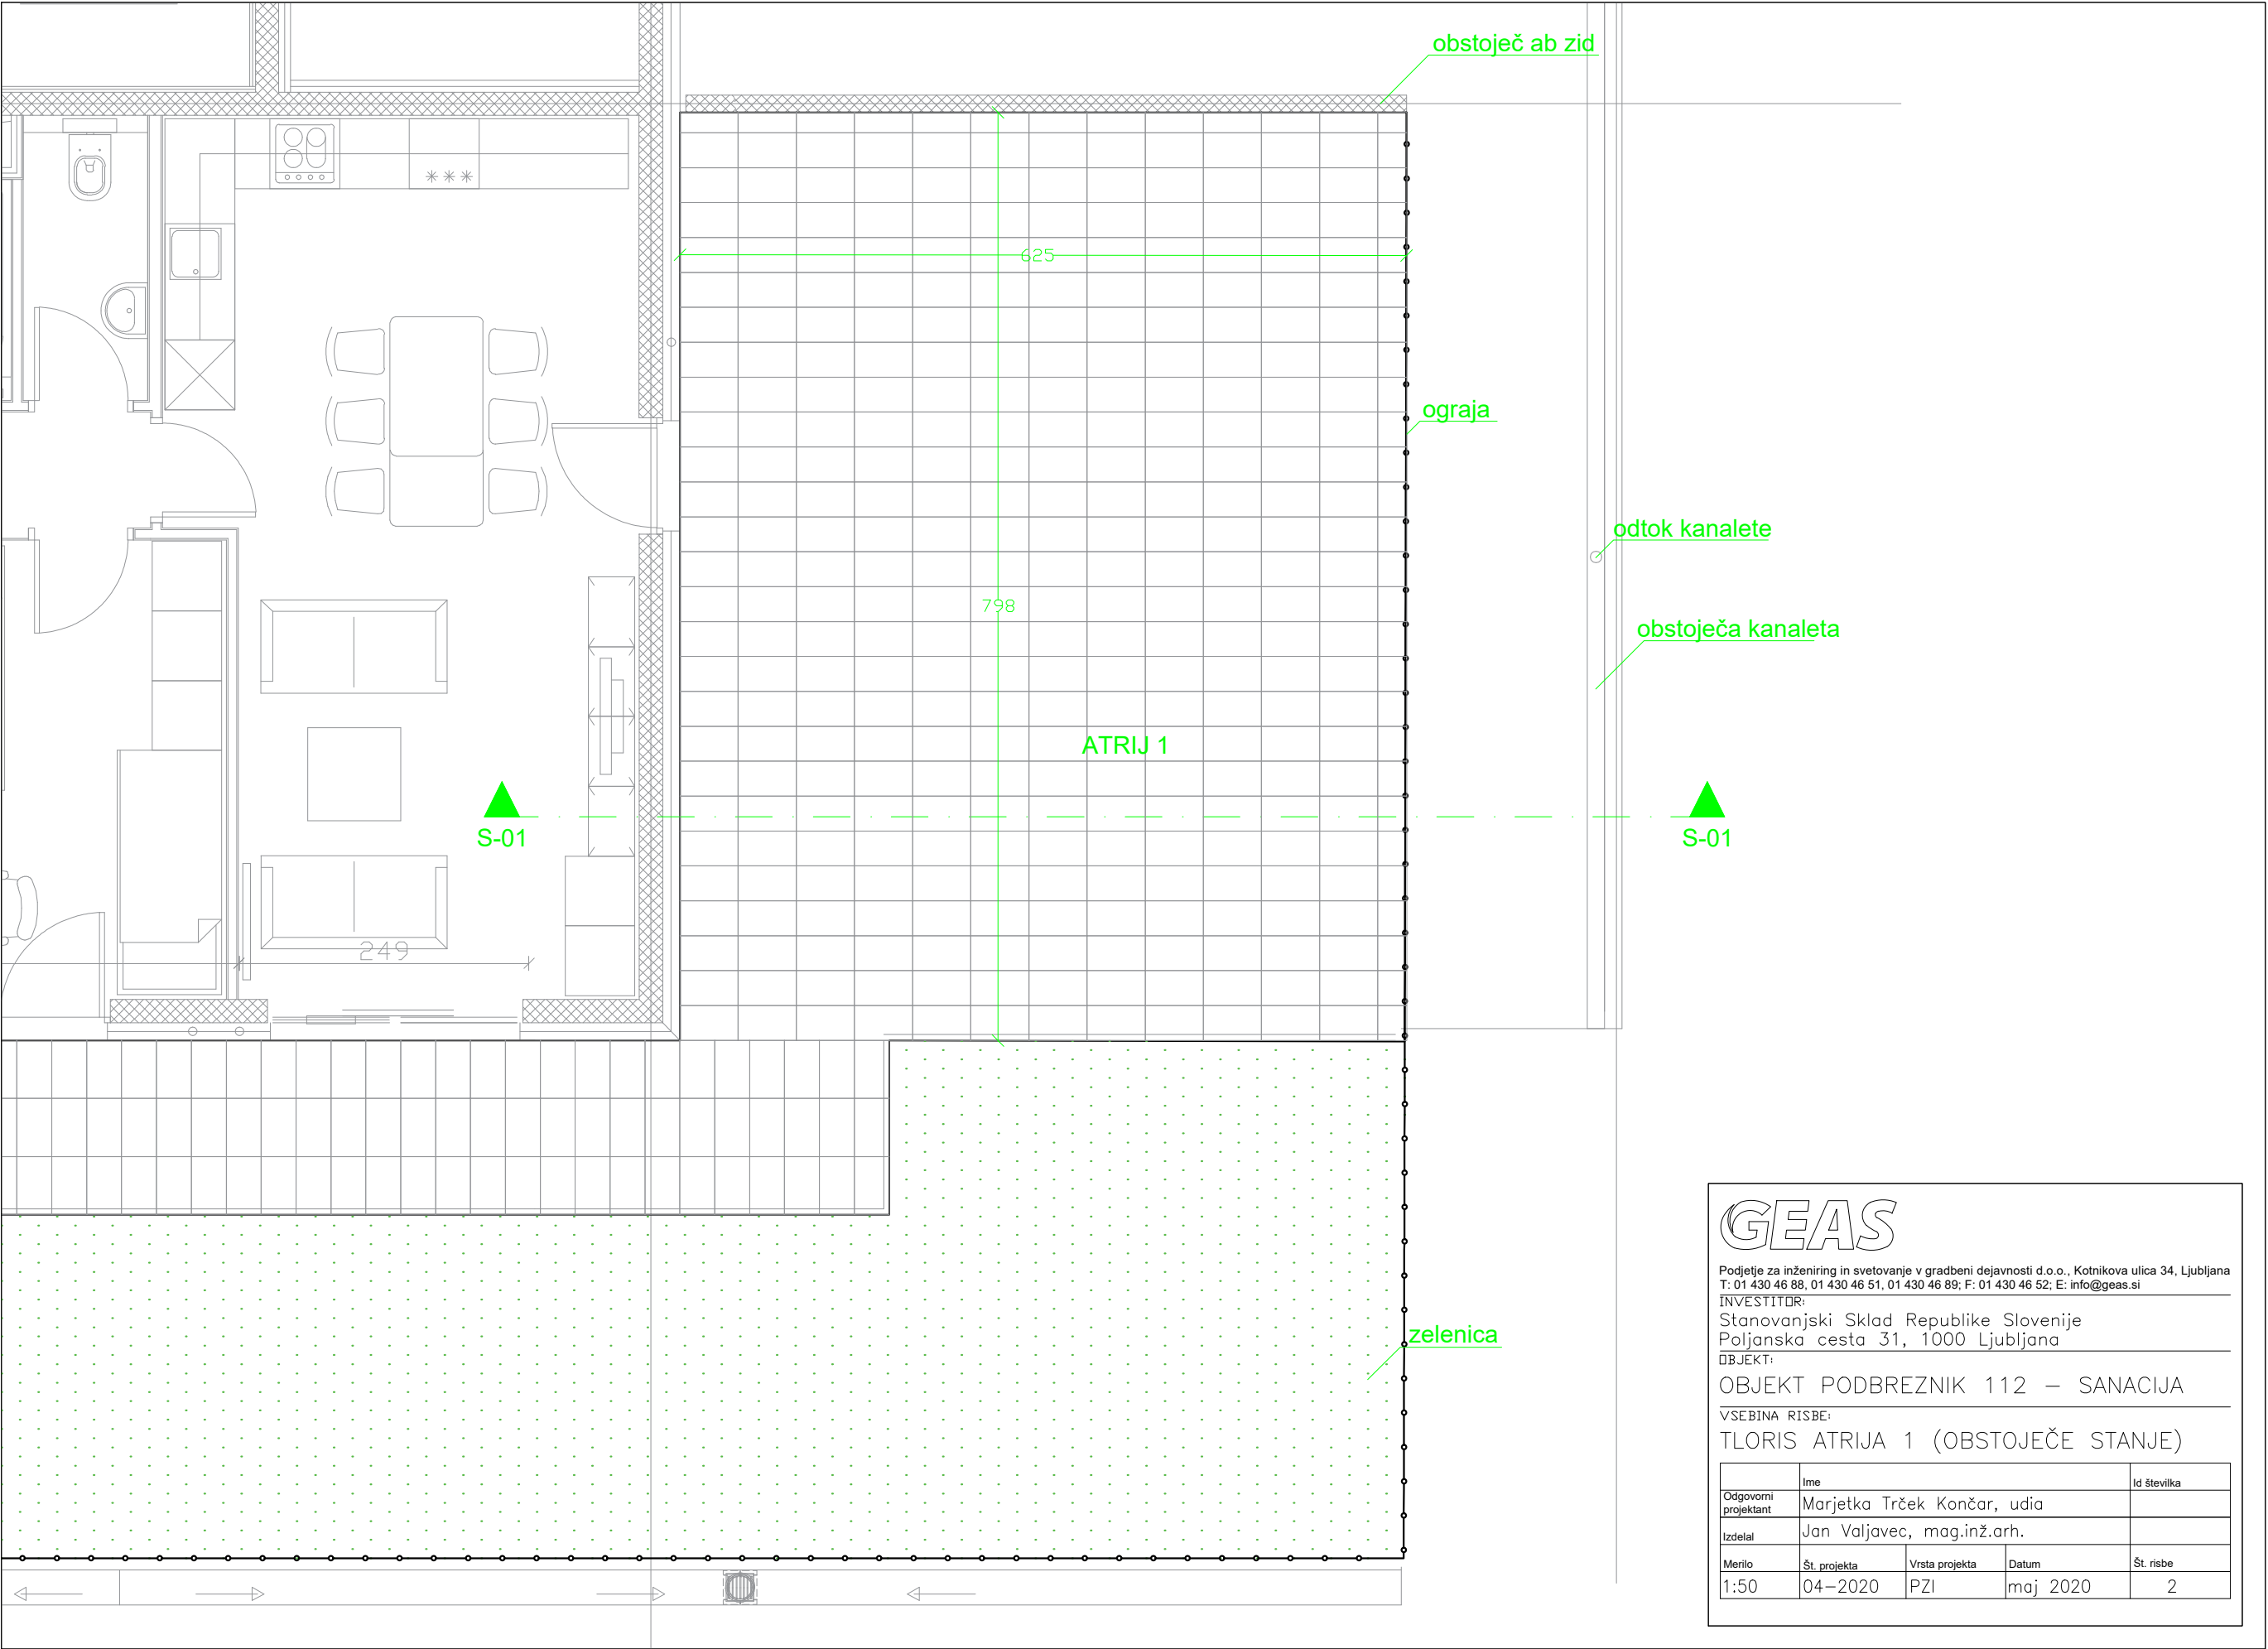 obstoječ ab zid
625
ograja
odtok kanalete
798
obstoječa kanaleta
ATRIJ 1
S-01
S-01
249
zelenica
GEAS
Podjetje za inženiring in svetovanje v gradbeni dejavnosti d.o.o., Kotnikova ulica 34, Ljubljana
T: 01 430 46 88, 01 430 46 51, 01 430 46 89; F: 01 430 46 52; E: info@geas.si
INVESTITOR:
Stanovanjski Sklad Republike Slovenije
Poljanska cesta 31, 1000 Ljubljana
OBJEKT:
OBJEKT PODBREZNIK 112 – SANACIJA
VSEBINA RISBE:
TLORIS ATRIJA 1 (OBSTOJEČE STANJE)
Ime Id številka
Odgovorni
projektant Marjetka Trček Končar, udia
Izdelal Jan Valjavec, mag.inž.arh.
Merilo Št. projekta Vrsta projekta Datum Št. risbe
1:50 04–2020 PZI maj 2020 2